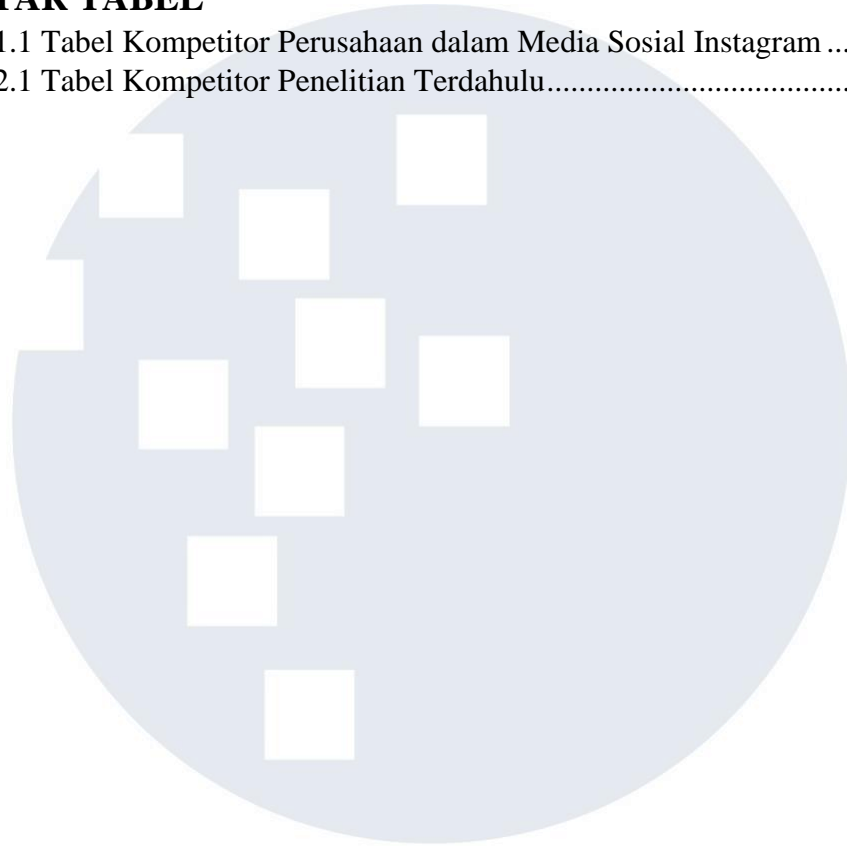 TAR TABEL
1.1 Tabel Kompetitor Perusahaan dalam Media Sosial Instagram ...
2.1 Tabel Kompetitor Penelitian Terdahulu......................................